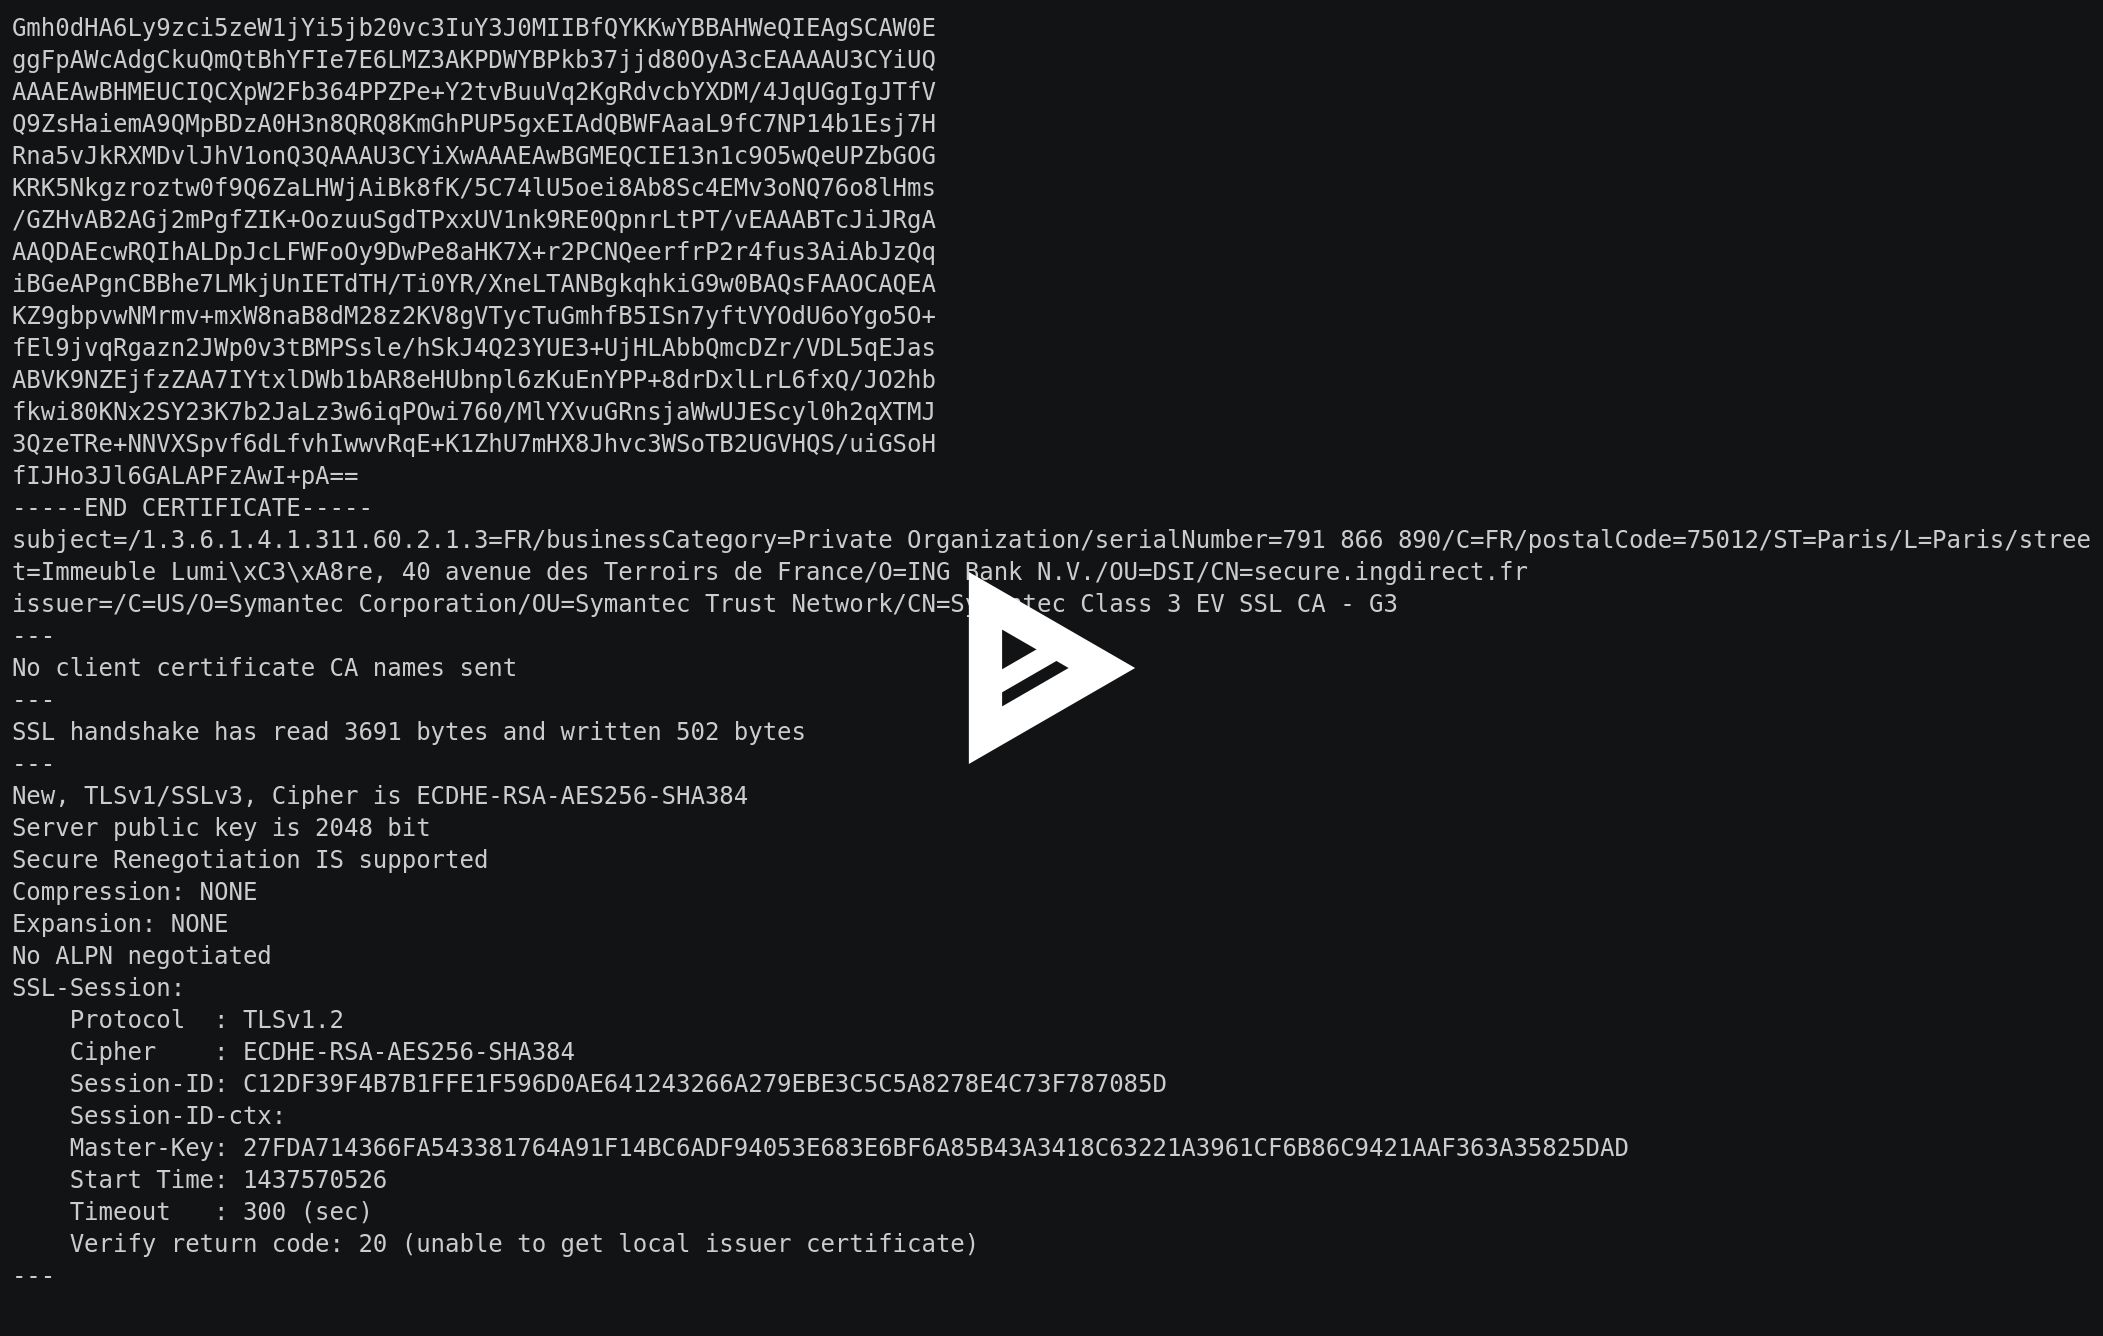 Gmh0dHA6Ly9zci5zeW1jYi5jb20vc3IuY3J0MIIBfQYKKwYBBAHWeQIEAgSCAW0E
ggFpAWcAdgCkuQmQtBhYFIe7E6LMZ3AKPDWYBPkb37jjd80OyA3cEAAAAU3CYiUQ
AAAEAwBHMEUCIQCXpW2Fb364PPZPe+Y2tvBuuVq2KgRdvcbYXDM/4JqUGgIgJTfV
Q9ZsHaiemA9QMpBDzA0H3n8QRQ8KmGhPUP5gxEIAdQBWFAaaL9fC7NP14b1Esj7H
Rna5vJkRXMDvlJhV1onQ3QAAAU3CYiXwAAAEAwBGMEQCIE13n1c9O5wQeUPZbGOG
KRK5Nkgzroztw0f9Q6ZaLHWjAiBk8fK/5C74lU5oei8Ab8Sc4EMv3oNQ76o8lHms
/GZHvAB2AGj2mPgfZIK+OozuuSgdTPxxUV1nk9RE0QpnrLtPT/vEAAABTcJiJRgA
AAQDAEcwRQIhALDpJcLFWFoOy9DwPe8aHK7X+r2PCNQeerfrP2r4fus3AiAbJzQq
iBGeAPgnCBBhe7LMkjUnIETdTH/Ti0YR/XneLTANBgkqhkiG9w0BAQsFAAOCAQEA
KZ9gbpvwNMrmv+mxW8naB8dM28z2KV8gVTycTuGmhfB5ISn7yftVYOdU6oYgo5O+
fEl9jvqRgazn2JWp0v3tBMPSsle/hSkJ4Q23YUE3+UjHLAbbQmcDZr/VDL5qEJas
ABVK9NZEjfzZAA7IYtxlDWb1bAR8eHUbnpl6zKuEnYPP+8drDxlLrL6fxQ/JO2hb
fkwi80KNx2SY23K7b2JaLz3w6iqPOwi760/MlYXvuGRnsjaWwUJEScyl0h2qXTMJ
3QzeTRe+NNVXSpvf6dLfvhIwwvRqE+K1ZhU7mHX8Jhvc3WSoTB2UGVHQS/uiGSoH
fIJHo3Jl6GALAPFzAwI+pA==
-----END CERTIFICATE-----
subject=/1.3.6.1.4.1.311.60.2.1.3=FR/businessCategory=Private Organization/serialNumber=791 866 890/C=FR/postalCode=75012/ST=Paris/L=Paris/stree
t=Immeuble Lumi\xC3\xA8re, 40 avenue des Terroirs de France/O=ING Bank N.V./OU=DSI/CN=secure.ingdirect.fr
issuer=/C=US/O=Symantec Corporation/OU=Symantec Trust Network/CN=Symantec Class 3 EV SSL CA - G3
---
No client certificate CA names sent
---
SSL handshake has read 3691 bytes and written 502 bytes
---
New, TLSv1/SSLv3, Cipher is ECDHE-RSA-AES256-SHA384
Server public key is 2048 bit
Secure Renegotiation IS supported
Compression: NONE
Expansion: NONE
No ALPN negotiated
SSL-Session:
    Protocol  : TLSv1.2
    Cipher    : ECDHE-RSA-AES256-SHA384
    Session-ID: C12DF39F4B7B1FFE1F596D0AE641243266A279EBE3C5C5A8278E4C73F787085D
    Session-ID-ctx:
    Master-Key: 27FDA714366FA543381764A91F14BC6ADF94053E683E6BF6A85B43A3418C63221A3961CF6B86C9421AAF363A35825DAD
    Start Time: 1437570526
    Timeout   : 300 (sec)
    Verify return code: 20 (unable to get local issuer certificate)
---